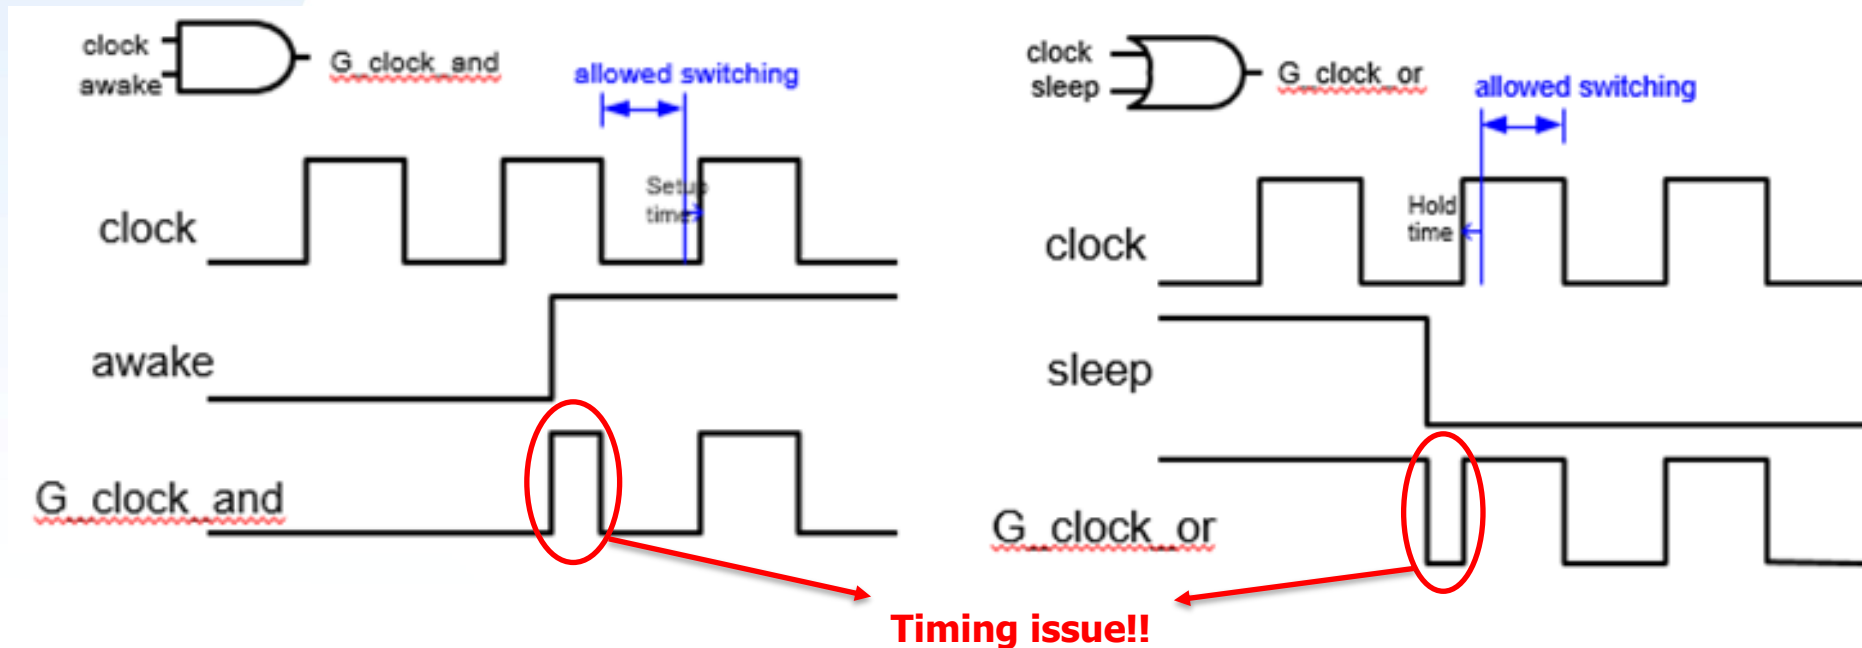 clock
awake
G_clock_and
allowed switching
Setup
time
clock
awake
G_clock_and
clock
sleep
G_clock_or
allowed switching
Hold
time
clock
sleep
G_clock_or
Timing issue!!